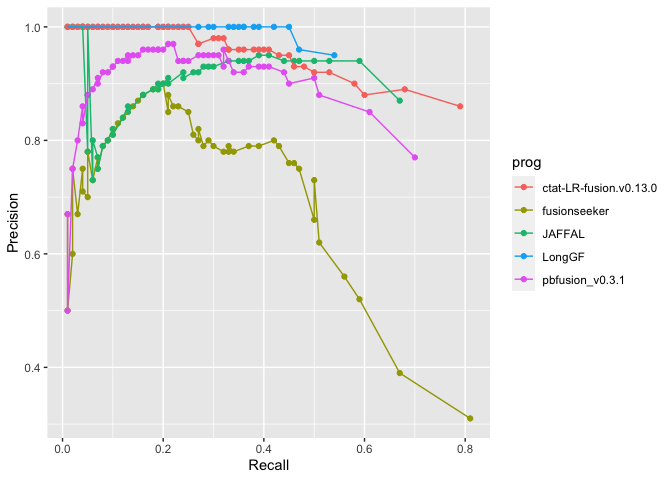 1.0
0.8
0.6
0.4
Precision
0.0
0.2
0.4
0.6
0.8
Recall
prog
ctat-LR-fusion.v0.13.0
fusionseeker
JAFFAL
LongGF
pbfusion_v0.3.1